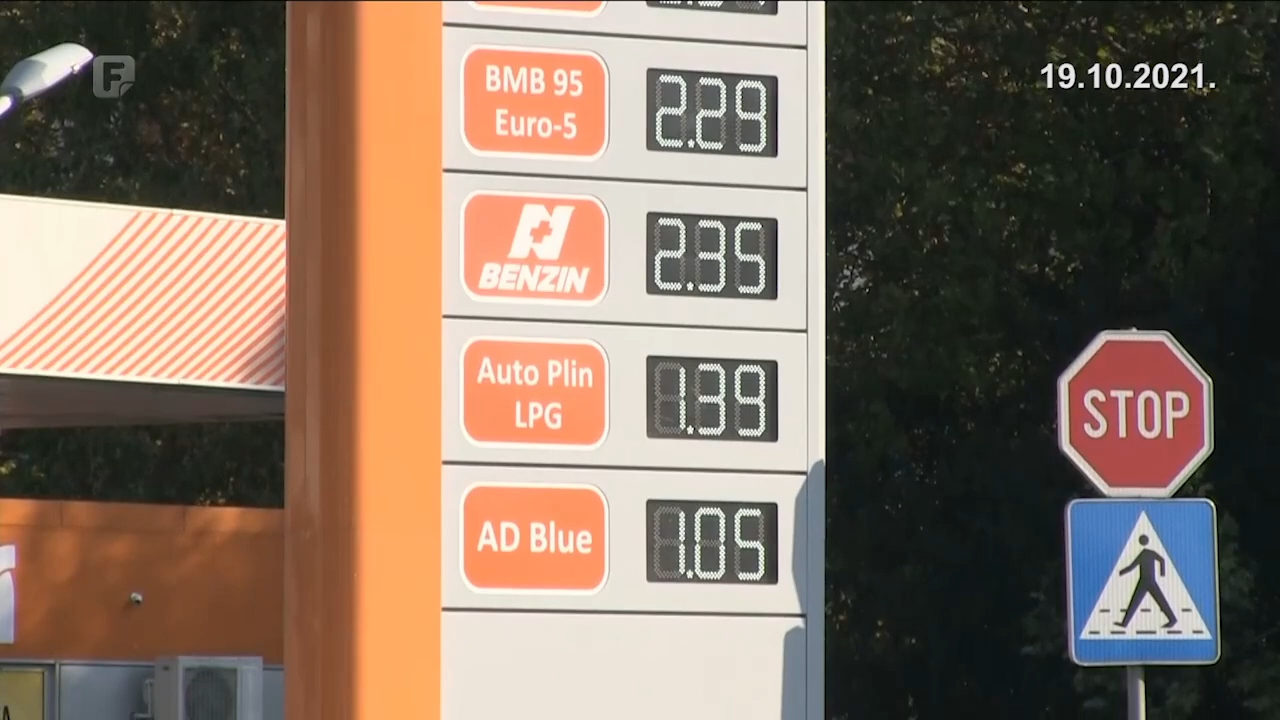 F
19.10.2021.
BMB 95
Euro-5
2.29
N
BENZIN
2.35
Auto Plin
LPG
1.39
AD Blue
1.05
STOP